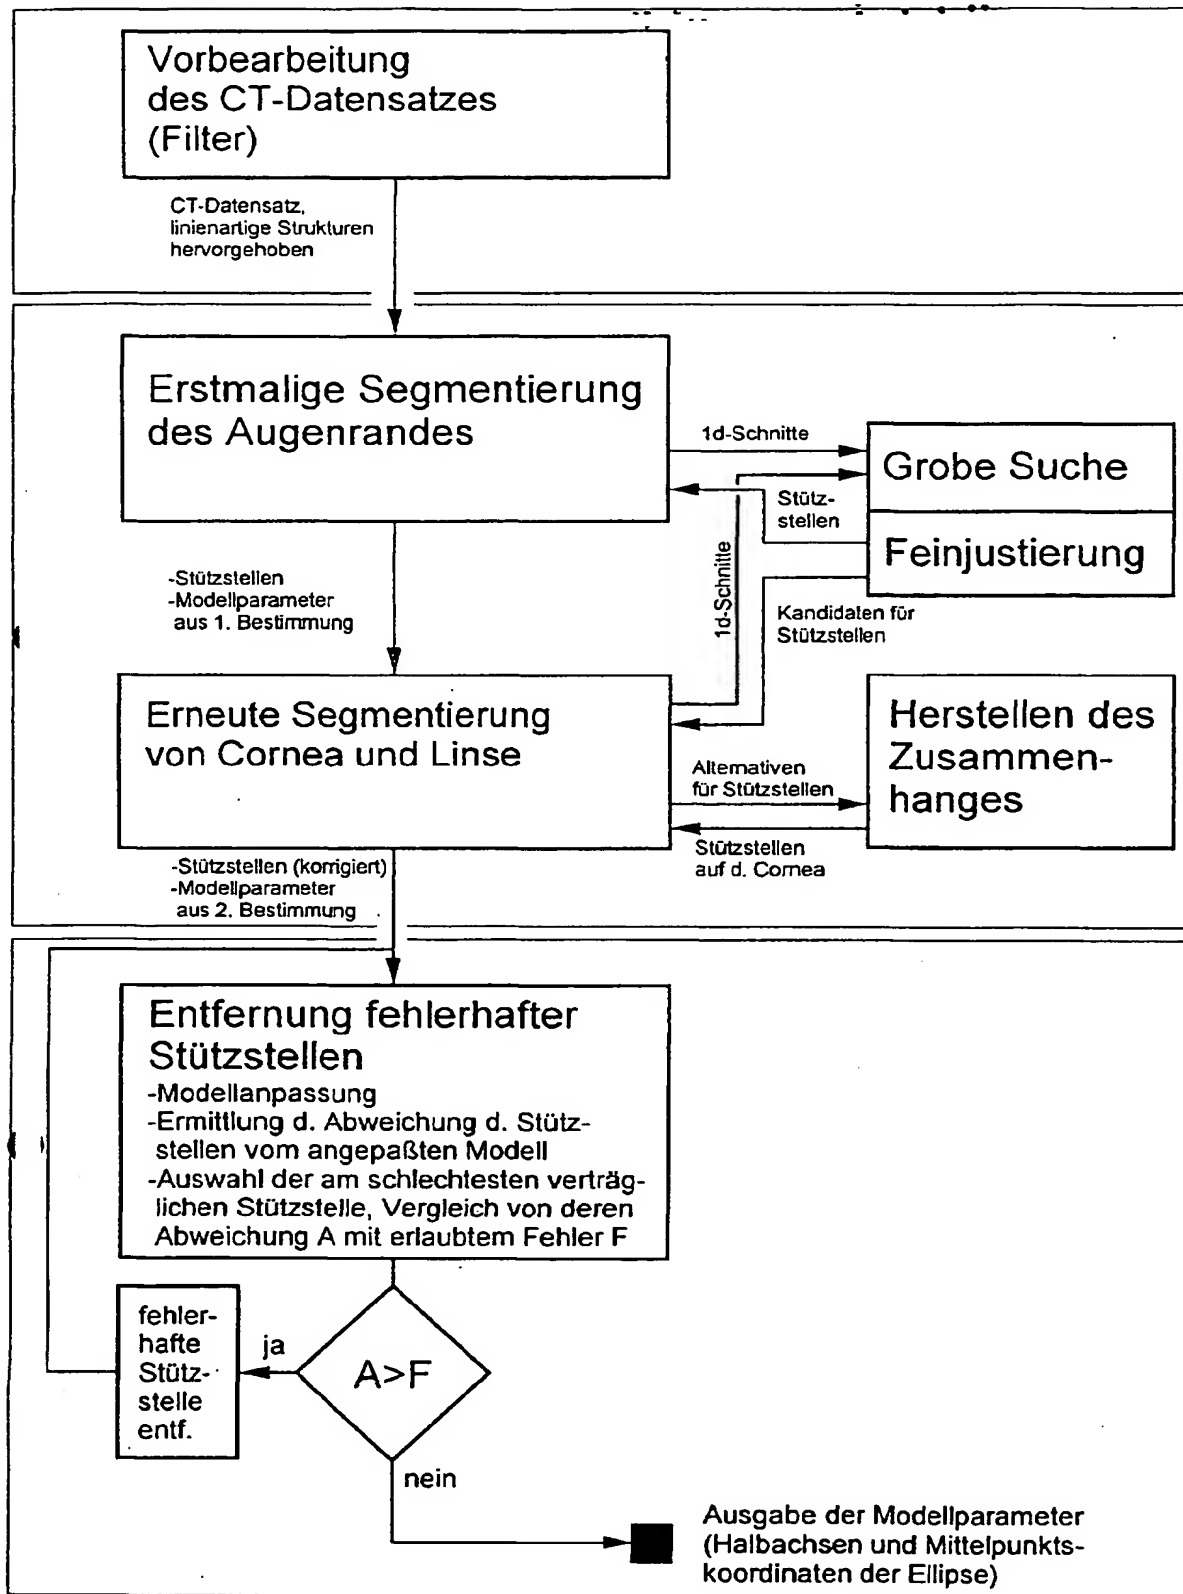 Vorbearbeitung
des CT-Datensatzes
(Filter)
CT-Datensatz,
linienartige Strukturen
hervorgehoben
Erstmalige Segmentierung
des Augenrandes
1d-Schnitte
Grobe Suche
Stütz-
stellen
Feinjustierung
1d-Schnitte
-Stützstellen
-Modellparameter
aus 1. Bestimmung
Kandidaten für
Stützstellen
Erneute Segmentierung
von Cornea und Linse
Herstellen des
Zusammen-
hanges
Alternativen
für Stützstellen
Stützstellen
auf d. Cornea
-Stützstellen (korrigiert)
-Modellparameter
aus 2. Bestimmung
Entfernung fehlerhafter
Stützstellen
-Modellanpassung
-Ermittlung d. Abweichung d. Stütz-
stellen vom angepaßten Modell
-Auswahl der am schlechtesten verträg-
lichen Stützstelle, Vergleich von deren
Abweichung A mit erlaubtem Fehler F
fehler-
hafte
Stütz-
stelle
entf.
ja
A>F
nein
Ausgabe der Modellparameter
(Halbachsen und Mittelpunkts-
koordinaten der Ellipse)